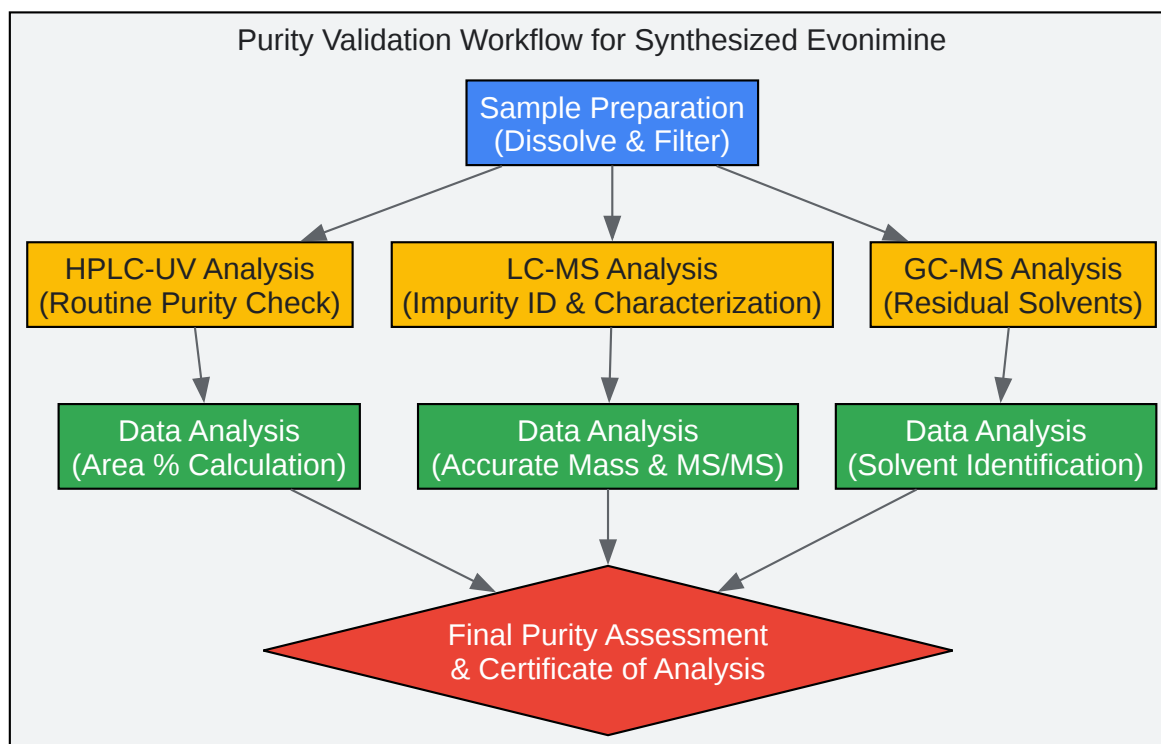 Purity Validation Workflow for Synthesized Evonimine
Sample Preparation
(Dissolve & Filter)
HPLC-UV Analysis
(Routine Purity Check)
LC-MS Analysis
(Impurity ID & Characterization)
GC-MS Analysis
(Residual Solvents)
Data Analysis
(Area % Calculation)
Data Analysis
(Accurate Mass & MS/MS)
Data Analysis
(Solvent Identification)
Final Purity Assessment
& Certificate of Analysis